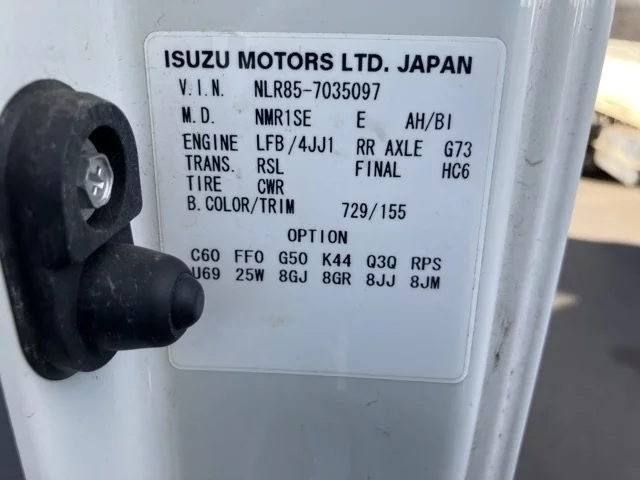 ISUZU MOTORS LTD. JAPAN
V.I.N. NLR85-7035097
M.D. NMR1SE E AH/BI
ENGINE LFB/4JJ1 RR AXLE G73
TRANS. RSL FINAL HC6
TIRE CWR
B.COLOR/TRIM 729/155
OPTION
C60 FF0 G50 K44 Q3Q RPS
U69 25W 8GJ 8GR 8JJ 8JM